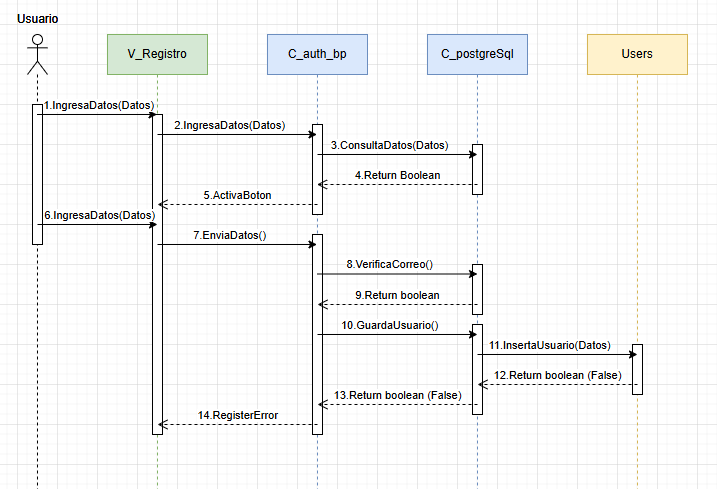 Usuario
V_Registro
C_auth_bp
C_postgreSql
Users
1.IngresaDatos(Datos)
2.IngresaDatos(Datos)
3.ConsultaDatos(Datos)
4.Return Boolean
5.ActivaBoton
6.IngresaDatos(Datos)
7.EnviaDatos()
8.VerificaCorreo()
9.Return boolean
10.GuardaUsuario()
11.InsertaUsuario(Datos)
12.Return boolean (False)
13.Return boolean (False)
14.RegisterError